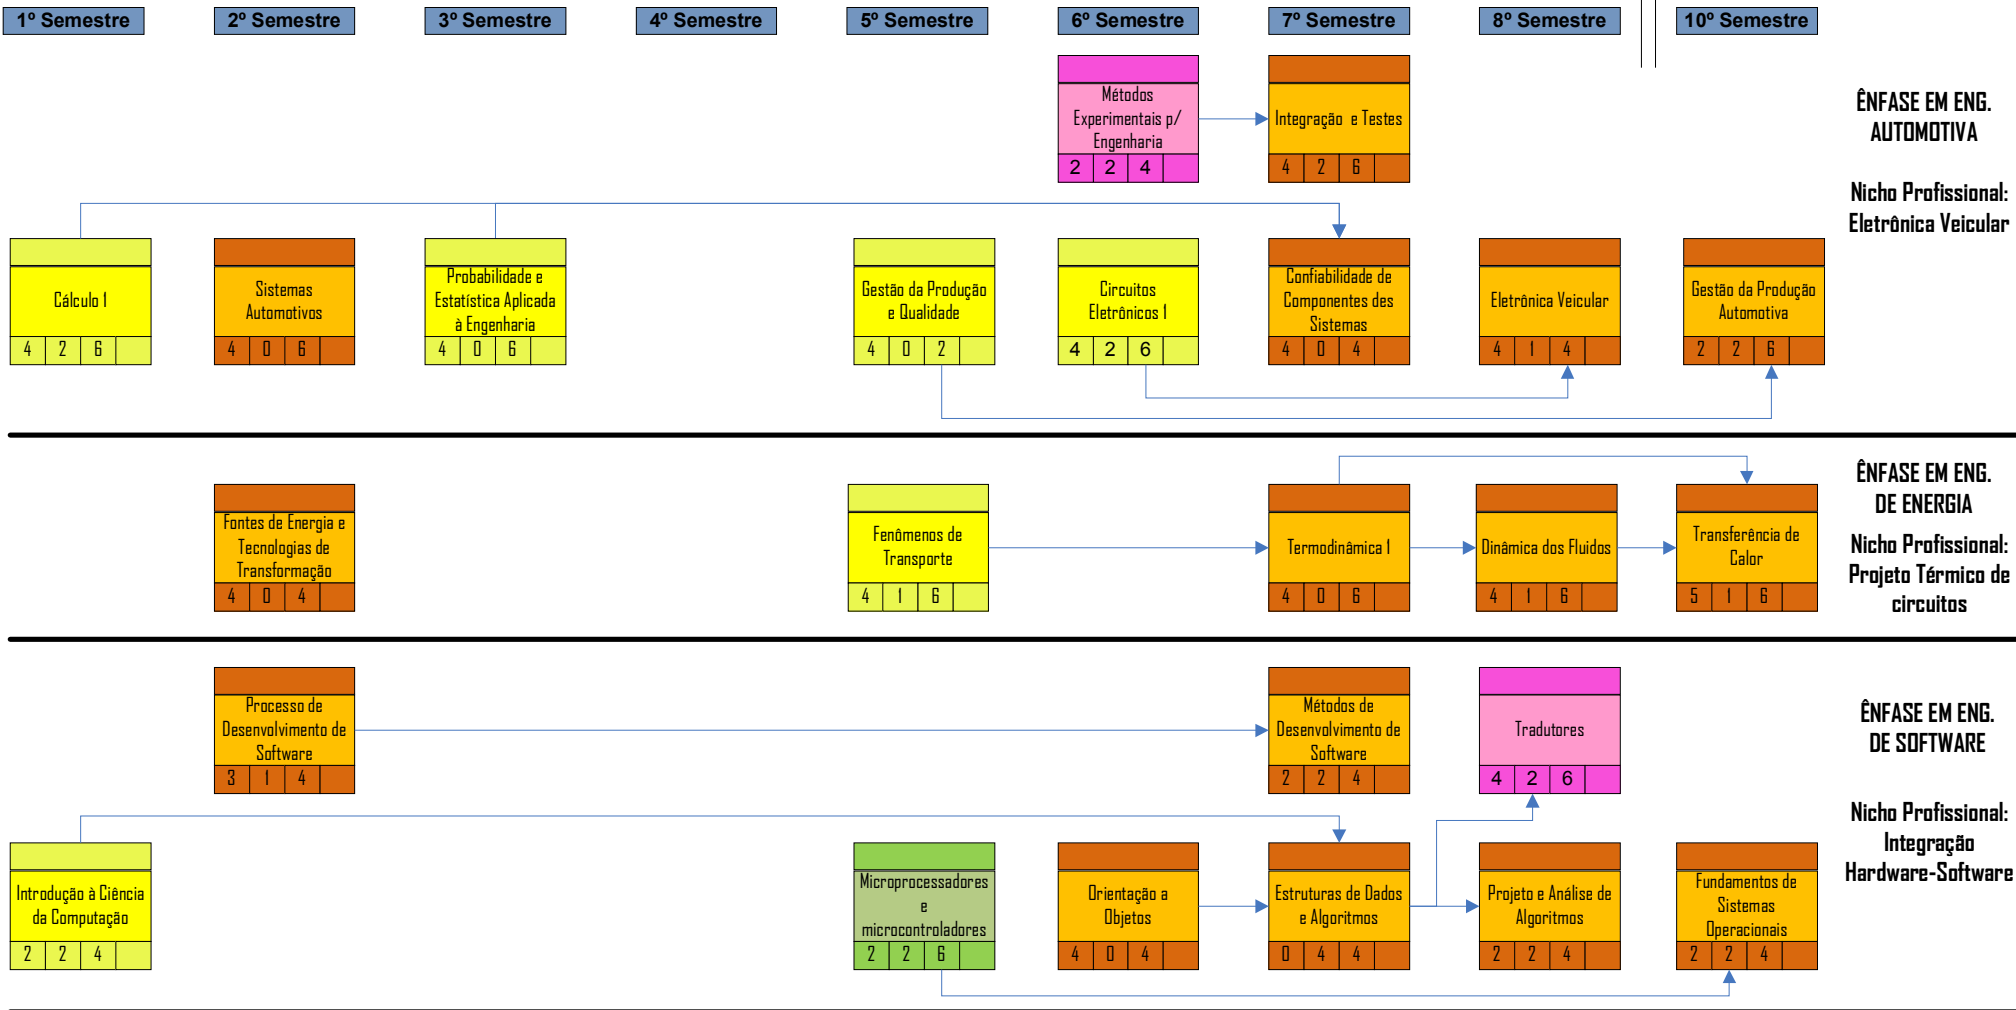 1º Semestre
2º Semestre
3º Semestre
4º Semestre
5º Semestre
6º Semestre
7º Semestre
8º Semestre
10º Semestre
Métodos
Experimentais p/
Engenharia
2 2 4
Integração e Testes
4 2 6
ÊNFASE EM ENG.
AUTOMOTIVA
Nicho Profissional:
Eletrônica Veicular
Cálculo 1
4 2 6
Sistemas
Automotivos
4 0 6
Probabilidade e
Estatística Aplicada
à Engenharia
4 0 6
Gestão da Produção
e Qualidade
4 0 2
Circuitos
Eletrônicos 1
4 2 6
Confiabilidade de
Componentes des
Sistemas
4 0 4
Eletrônica Veicular
4 1 4
Gestão da Produção
Automotiva
2 2 6
Fontes de Energia e
Tecnologias de
Transformação
4 0 4
Fenômenos de
Transporte
4 1 6
Termodinâmica 1
4 0 6
Dinâmica dos Fluidos
4 1 6
Transferência de
Calor
5 1 6
ÊNFASE EM ENG.
DE ENERGIA
Nicho Profissional:
Projeto Térmico de
circuitos
Processo de
Desenvolvimento de
Software
3 1 4
Métodos de
Desenvolvimento de
Software
2 2 4
Tradutores
4 2 6
ÊNFASE EM ENG.
DE SOFTWARE
Nicho Profissional:
Integração
Hardware-Software
Introdução à Ciência
da Computação
2 2 4
Microprocessadores
e
microcontroladores
2 2 6
Orientação a
Objetos
4 0 4
Estruturas de Dados
e Algoritmos
0 4 4
Projeto e Análise de
Algoritmos
2 2 4
Fundamentos de
Sistemas
Operacionais
2 2 4